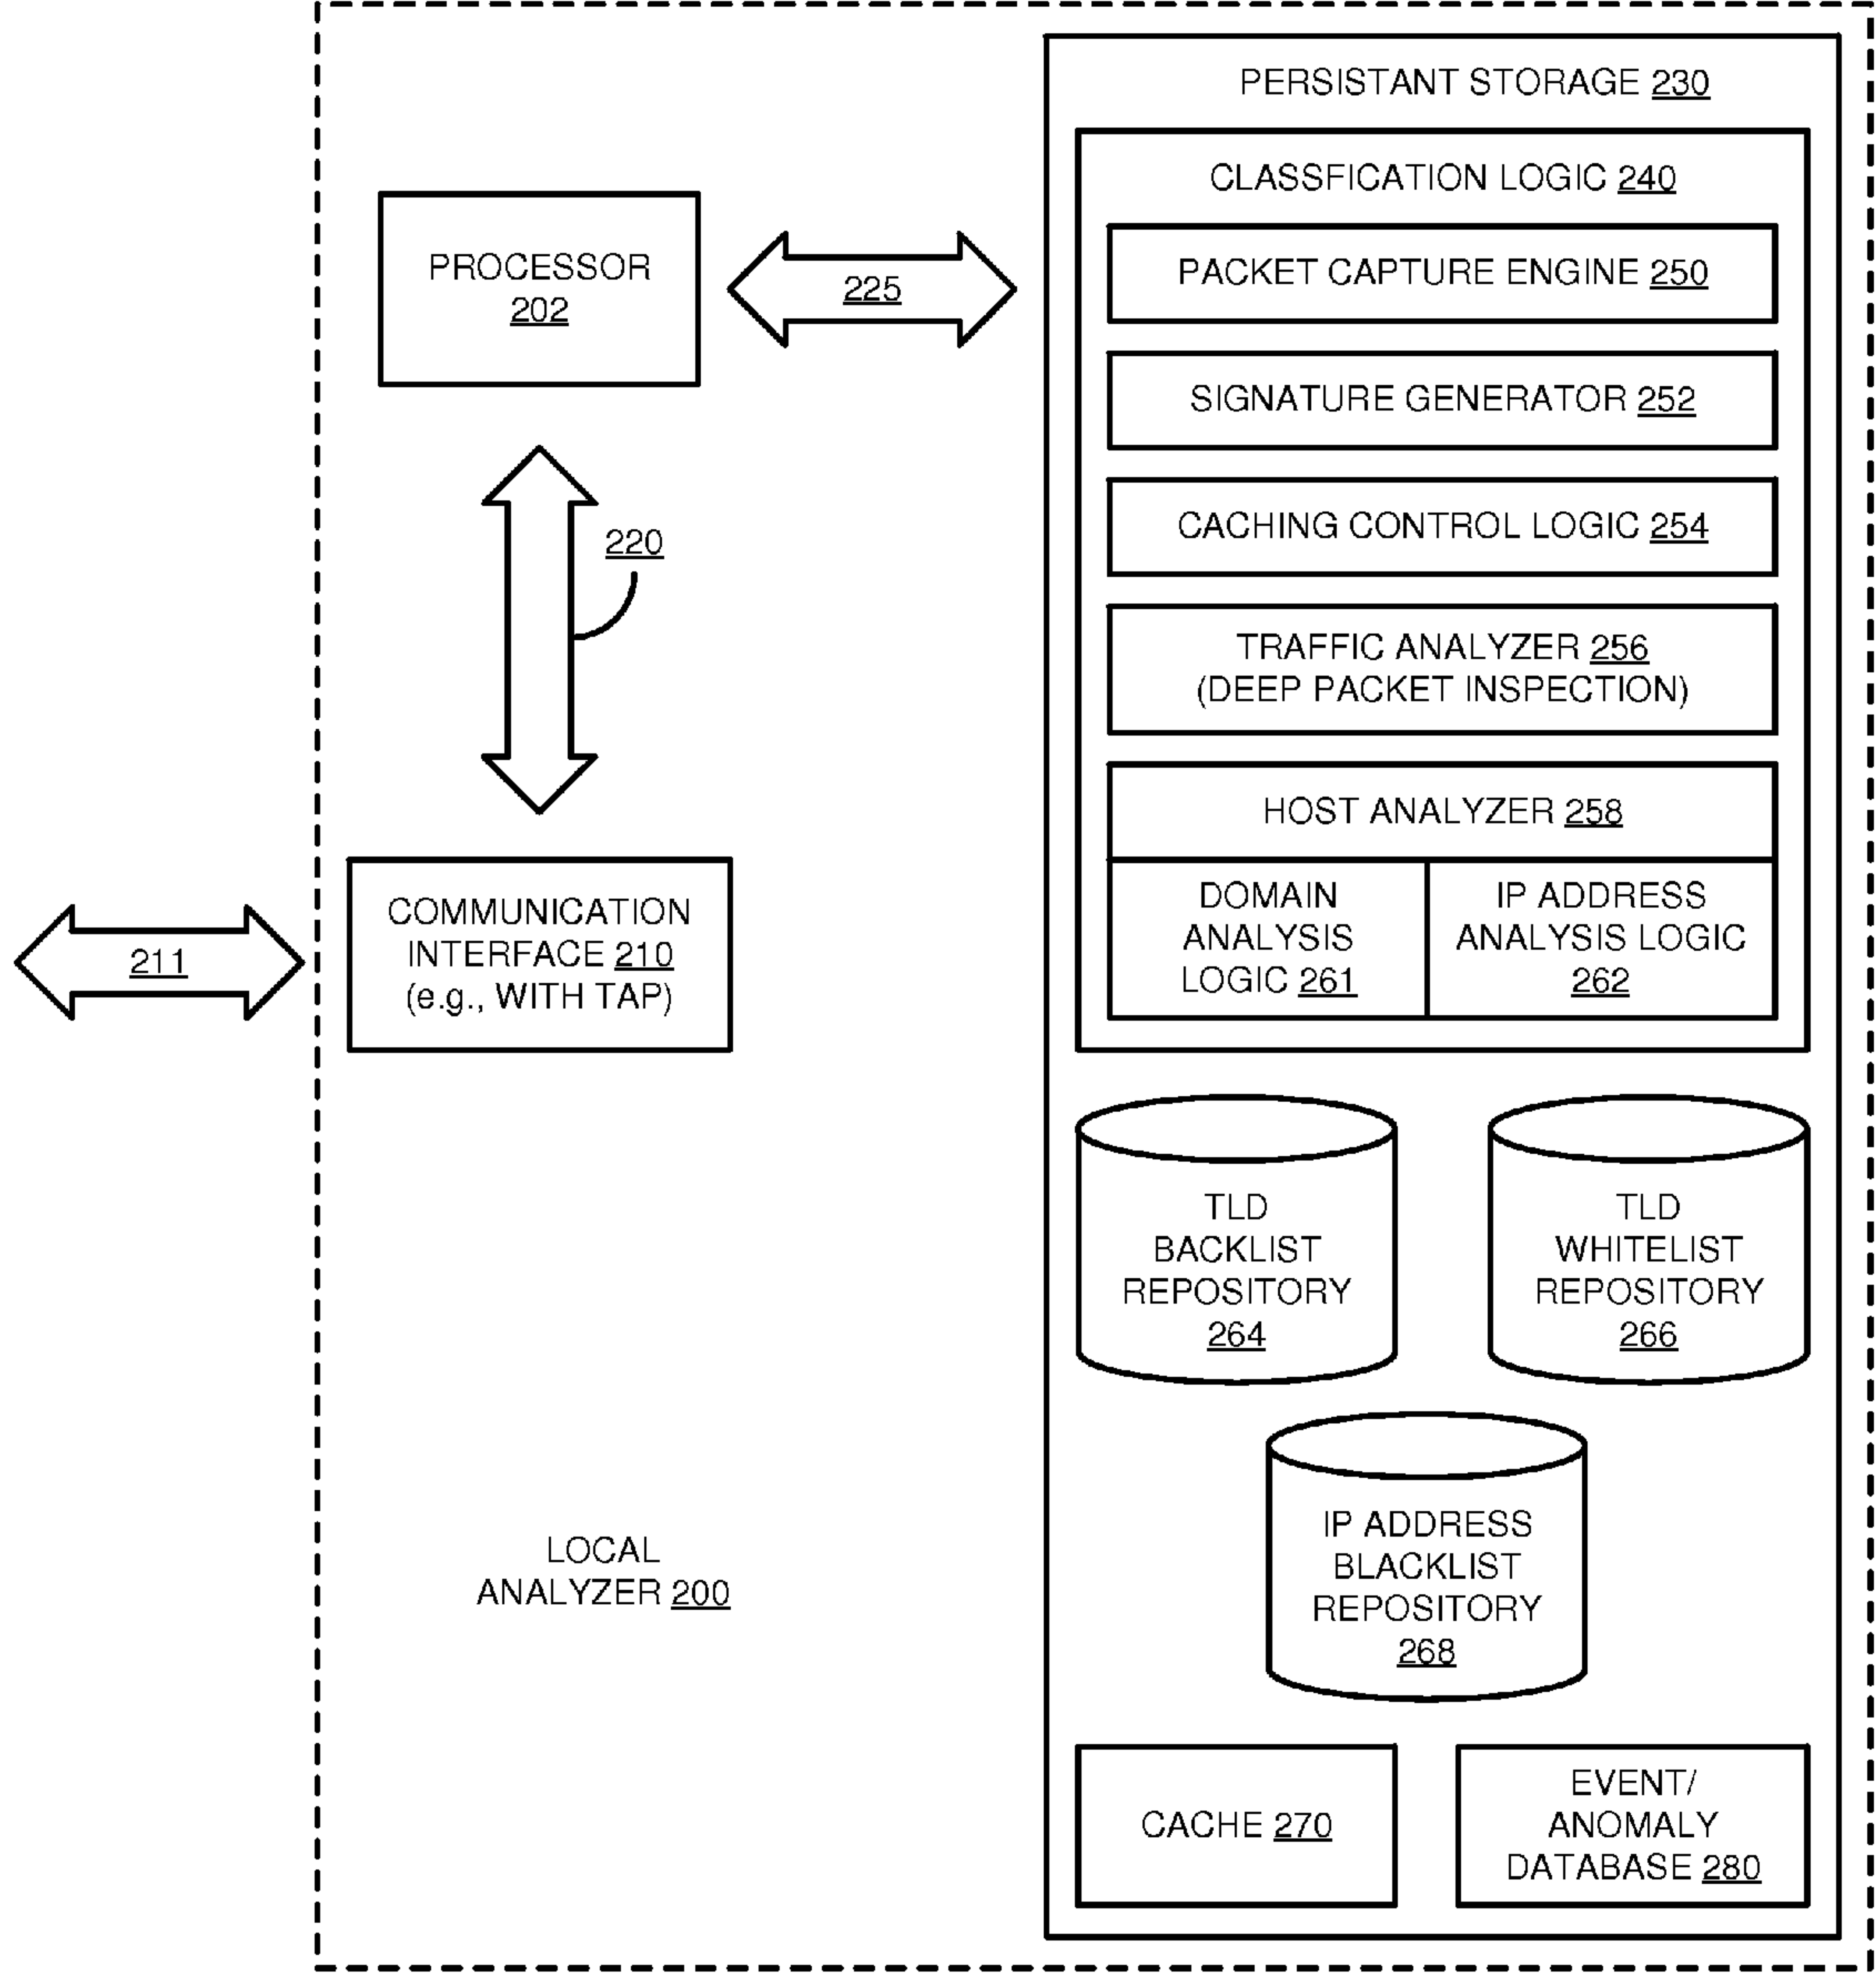 PERSISTANT STORAGE 230
CLASSFICATION LOGIC 240
PACKET CAPTURE ENGINE 250
SIGNATURE GENERATOR 252
CACHING CONTROL LOGIC 254
TRAFFIC ANALYZER 256
(DEEP PACKET INSPECTION)
HOST ANALYZER 258
DOMAIN
ANALYSIS
LOGIC 261
IP ADDRESS
ANALYSIS LOGIC
262
TLD
BACKLIST
REPOSITORY
264
TLD
WHITELIST
REPOSITORY
266
IP ADDRESS
BLACKLIST
REPOSITORY
268
CACHE 270
EVENT/
ANOMALY
DATABASE 280
PROCESSOR
202
225
220
COMMUNICATION
INTERFACE 210
(e.g., WITH TAP)
211
LOCAL
ANALYZER 200